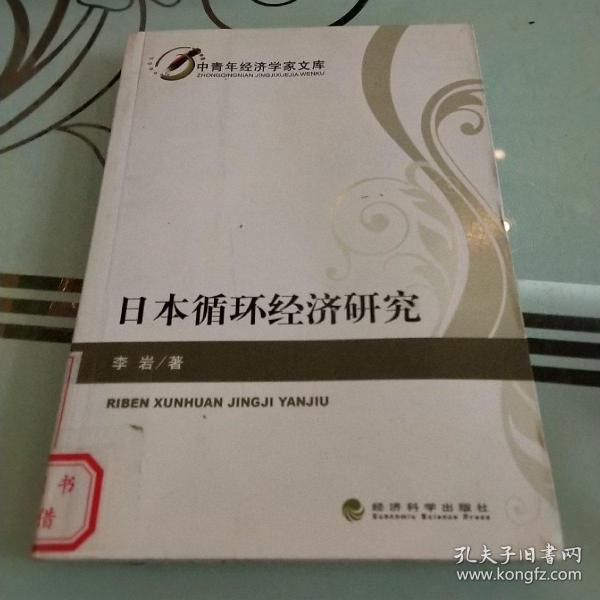 中青年经济学家文库
ZHONGQINGNIAN JINGJIXUEJIA WENKU
日本循环经济研究
李 岩/著
RIBEN XUNHUAN JINGJI YANJIU
书
借
经济科学出版社
Economic Science Press
孔夫子旧书网
www.kongfz.com